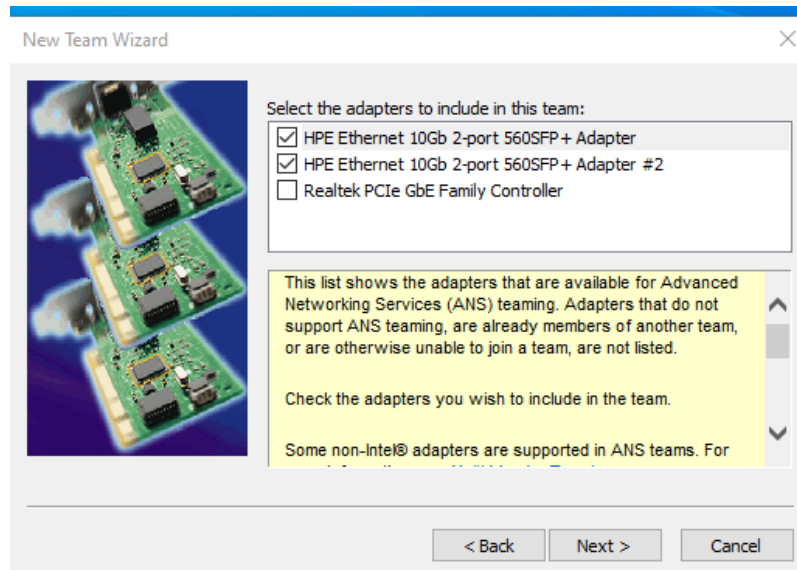 New Team Wizard
Select the adapters to include in this team:
HPE Ethernet 10Gb 2-port 560SFP+ Adapter
HPE Ethernet 10Gb 2-port 560SFP+ Adapter #2
Realtek PCIe GbE Family Controller
This list shows the adapters that are available for Advanced
Networking Services (ANS) teaming. Adapters that do not
support ANS teaming, are already members of another team,
or are otherwise unable to join a team, are not listed.
Check the adapters you wish to include in the team.
Some non-Intel® adapters are supported in ANS teams. For
< Back
Next >
Cancel